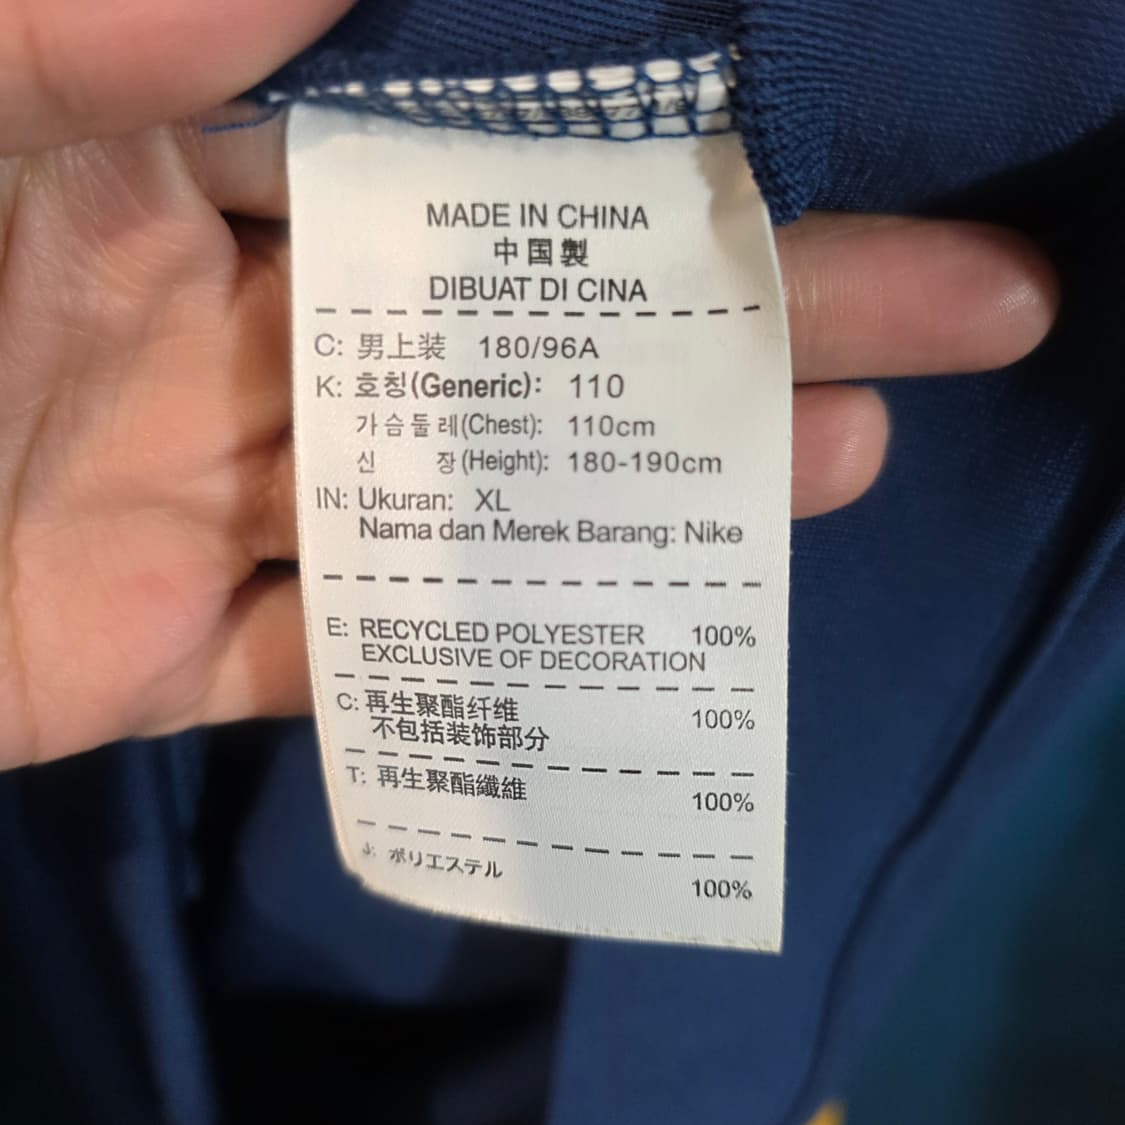 MADE IN CHINA
中国製
DIBUAT DI CINA
C: 男上装 180/96A
K: 호칭(Generic): 110
가슴둘레(Chest): 110cm
신 장(Height): 180-190cm
IN: Ukuran: XL
Nama dan Merek Barang: Nike
E: RECYCLED POLYESTER 100%
EXCLUSIVE OF DECORATION
C: 再生聚酯纤维 100%
不包括装饰部分
T: 再生聚酯纖維 100%
J: ポリエステル 100%